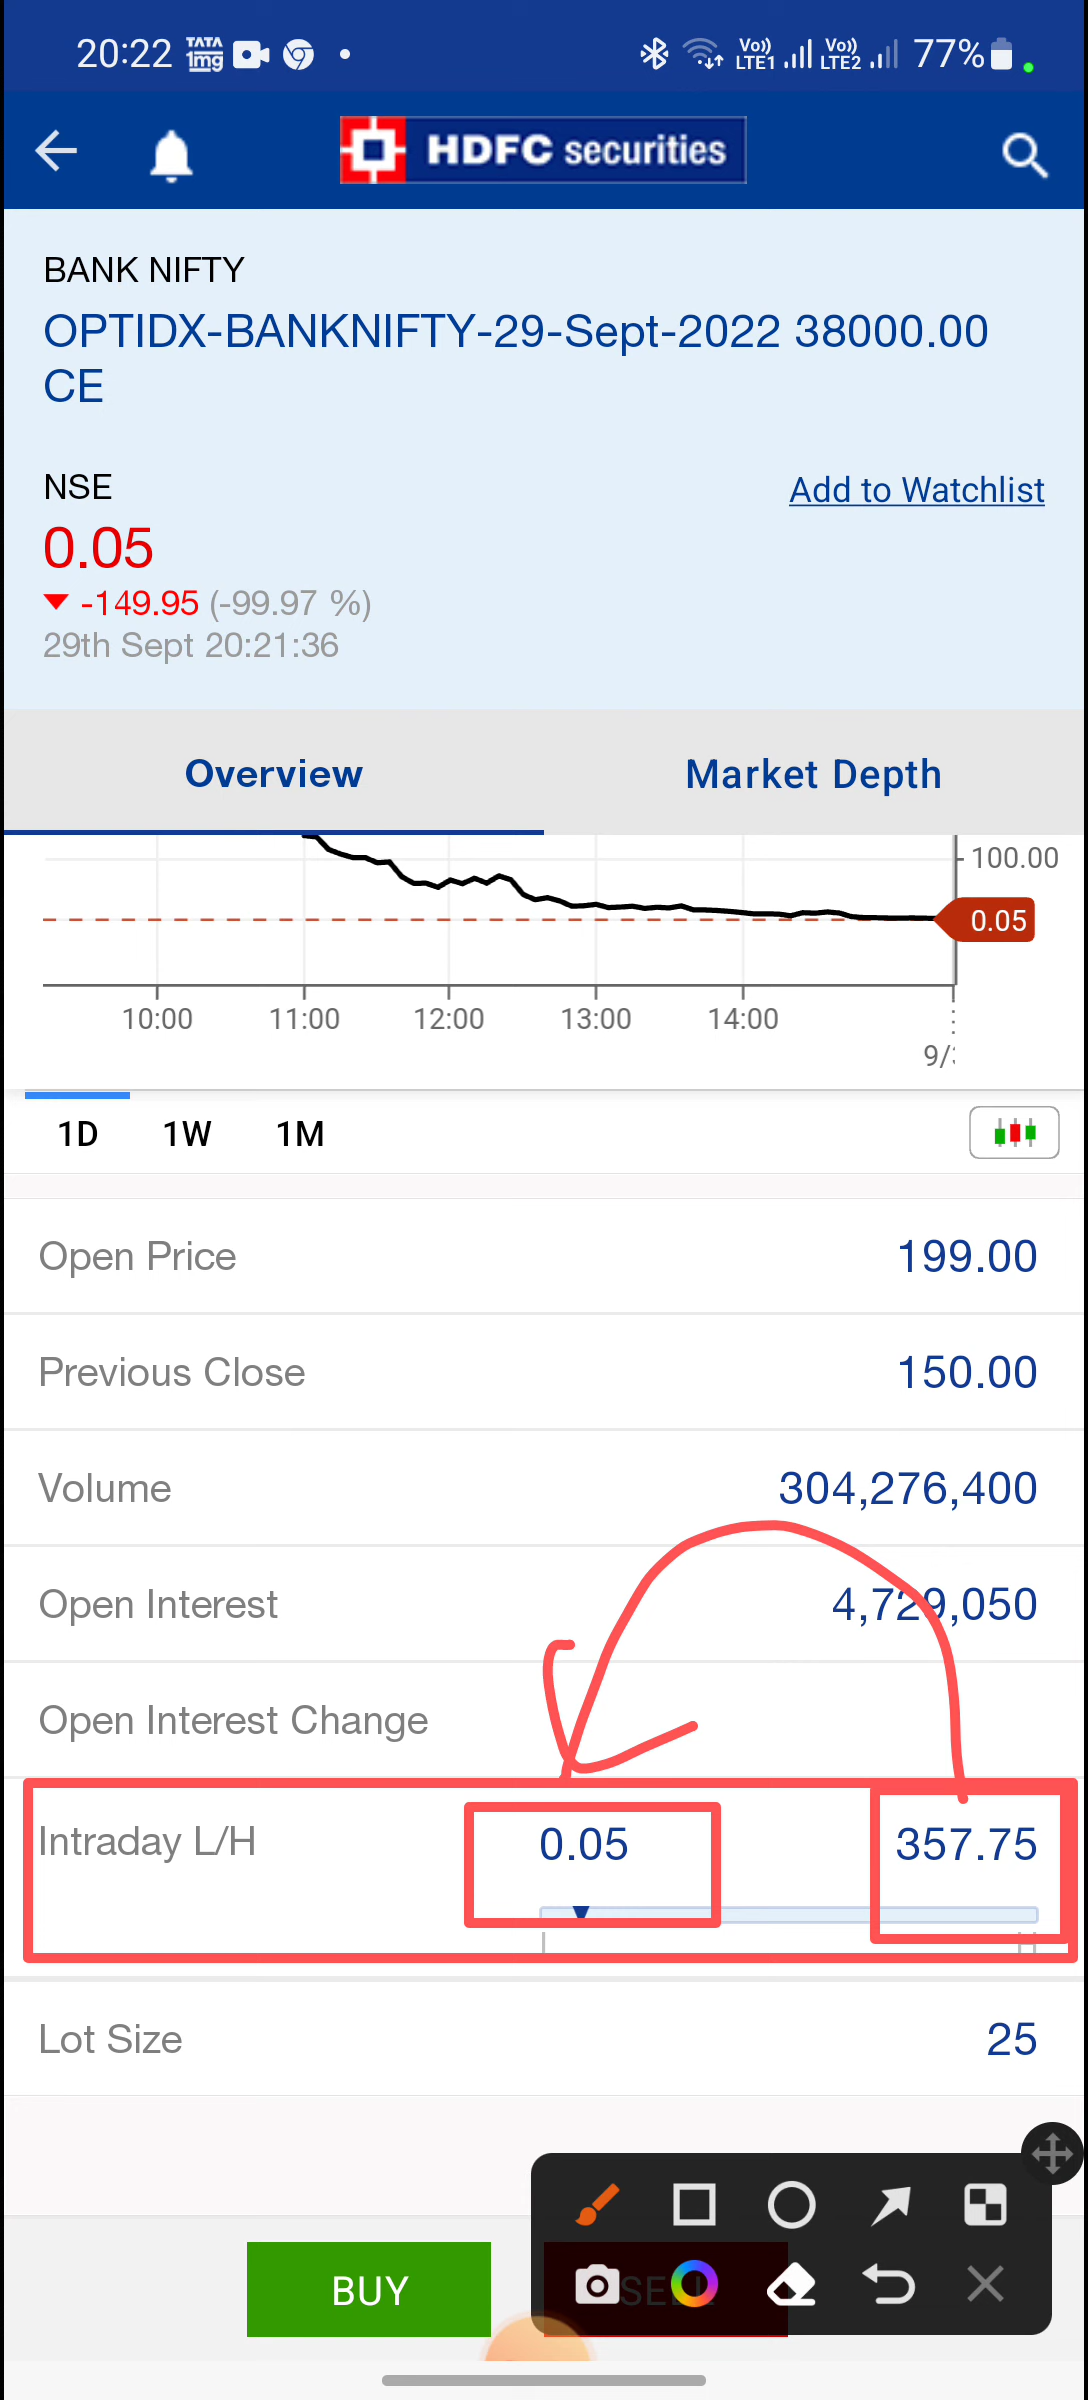 20:22 TATA 1mg Vo)) LTE1 Vo)) LTE2 77%
HDFC securities
BANK NIFTY
OPTIDX-BANKNIFTY-29-Sept-2022 38000.00
CE
NSE
Add to Watchlist
0.05
-149.95 (-99.97 %)
29th Sept 20:21:36
Overview Market Depth
100.00
0.05
10:00 11:00 12:00 13:00 14:00
9/
1D 1W 1M
Open Price 199.00
Previous Close 150.00
Volume 304,276,400
Open Interest 4,729,050
Open Interest Change
Intraday L/H 0.05 357.75
Lot Size 25
BUY SELL